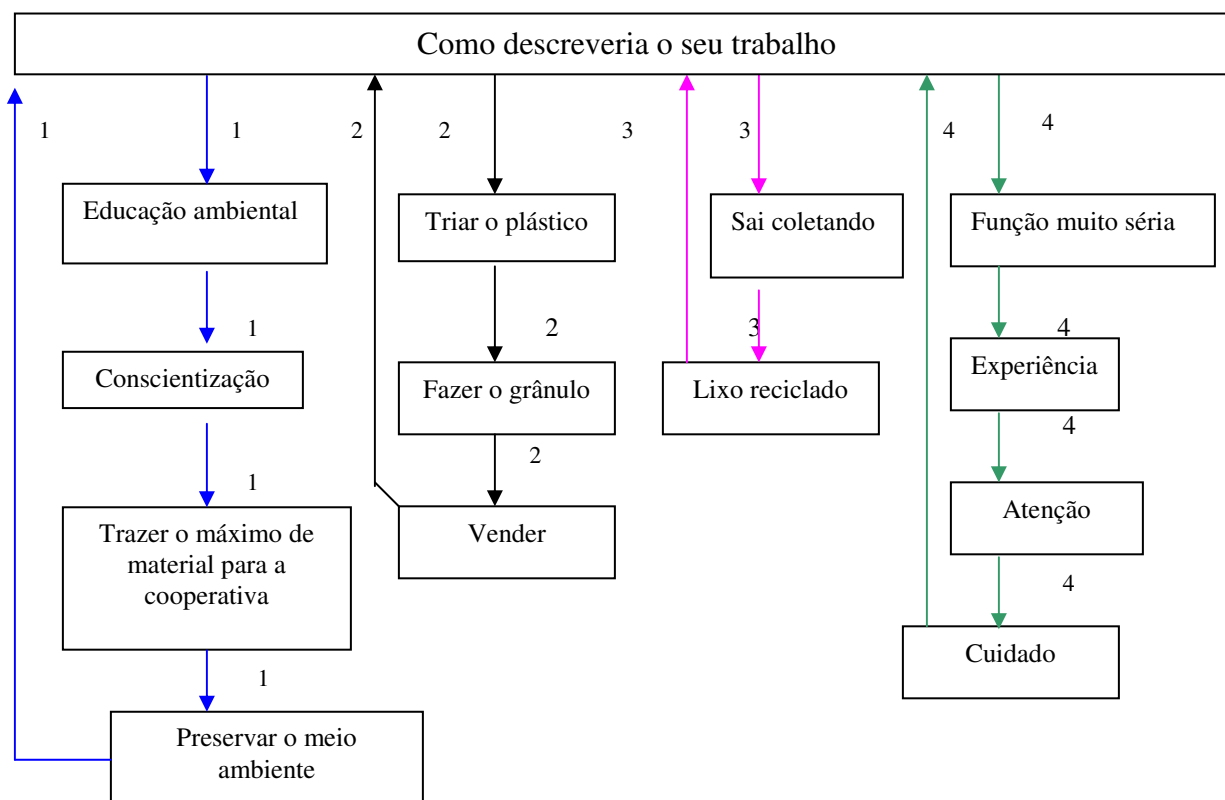 Como descreveria o seu trabalho
1
1
2
2
3
3
4
4
Educação ambiental
Triar o plástico
Sai coletando
Função muito séria
1
2
3
4
Conscientização
Fazer o grânulo
Lixo reciclado
Experiência
4
2
1
Trazer o máximo de
material para a
cooperativa
Vender
Atenção
4
1
Cuidado
Preservar o meio
ambiente